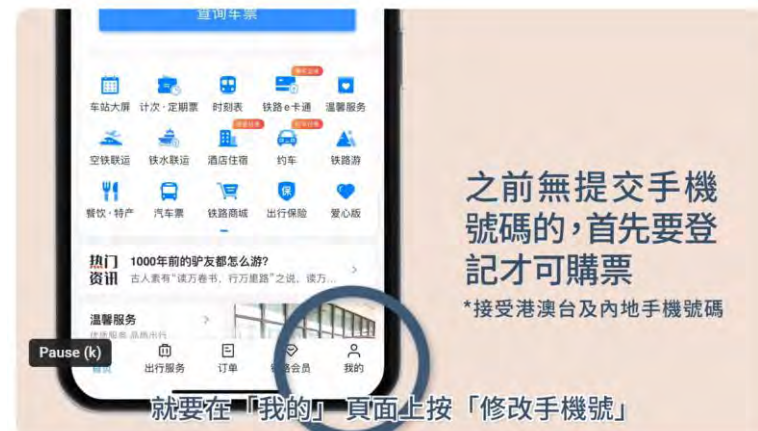 查询车票
车站大屏 计次·定期票 时刻表 铁路e卡通 温馨服务
空铁联运 铁水联运 酒店住宿 约车 铁路游
餐饮·特产 汽车票 铁路商城 出行保险 爱心版
热门 1000年前的驴友都怎么游?
资讯 古人素有“读万卷书，行万里路”之说，读万...
温馨服务
Pause (k)
首页 出行服务 订单 铁路会员 我的
之前無提交手機
號碼的，首先要登
記才可購票
*接受港澳台及內地手機號碼
就要在「我的」 頁面上按「修改手機號」